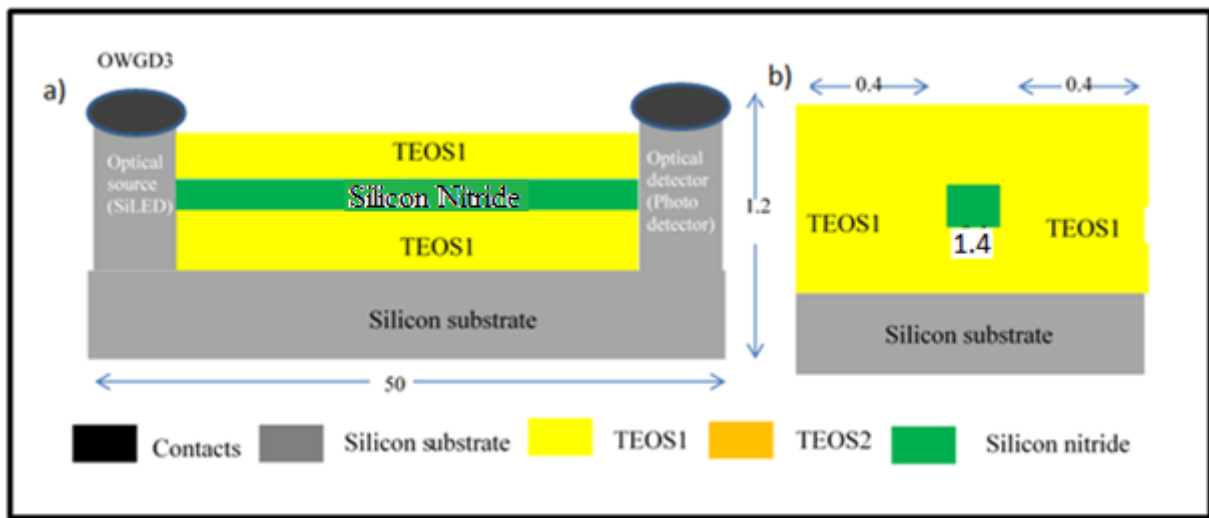 OWGD3
a)
b)
0.4
0.4
TEOS1
Optical
source
(SiLED)
Silicon Nitride
Optical
detector
(Photo
detector)
TEOS1
1.2
TEOS1
1.4
TEOS1
Silicon substrate
Silicon substrate
50
Contacts
Silicon substrate
TEOS1
TEOS2
Silicon nitride